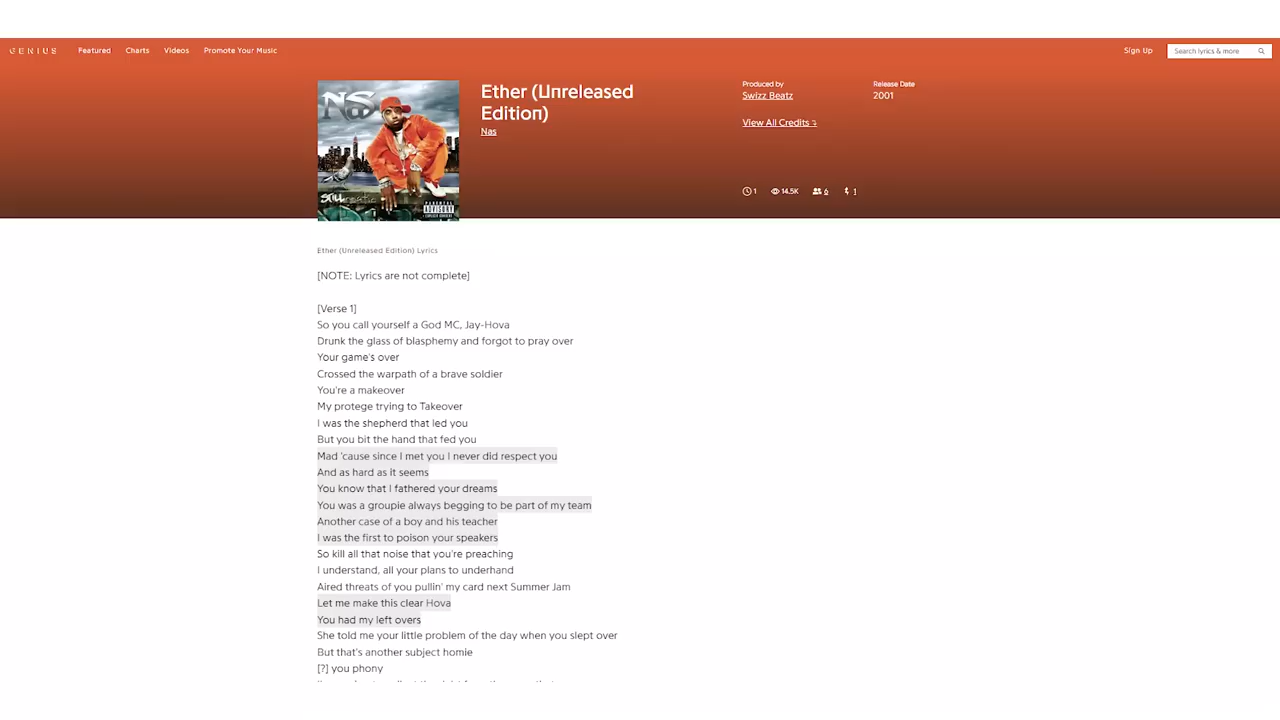 GENIUS Featured Charts Videos Promote Your Music Sign Up Search lyrics & more
Ether (Unreleased
Edition)
Nas
Produced by
Swizz Beatz
View All Credits
Release Date
2001
1 14.5K 6 1
NAS
Stillmatic
PARENTAL
ADVISORY
EXPLICIT CONTENT
Ether (Unreleased Edition) Lyrics
[NOTE: Lyrics are not complete]
[Verse 1]
So you call yourself a God MC, Jay-Hova
Drunk the glass of blasphemy and forgot to pray over
Your game's over
Crossed the warpath of a brave soldier
You're a makeover
My protege trying to Takeover
I was the shepherd that led you
But you bit the hand that fed you
Mad 'cause since I met you I never did respect you
And as hard as it seems
You know that I fathered your dreams
You was a groupie always begging to be part of my team
Another case of a boy and his teacher
I was the first to poison your speakers
So kill all that noise that you're preaching
I understand, all your plans to underhand
Aired threats of you pullin' my card next Summer Jam
Let me make this clear Hova
You had my left overs
She told me your little problem of the day when you slept over
But that's another subject homie
[?] you phony